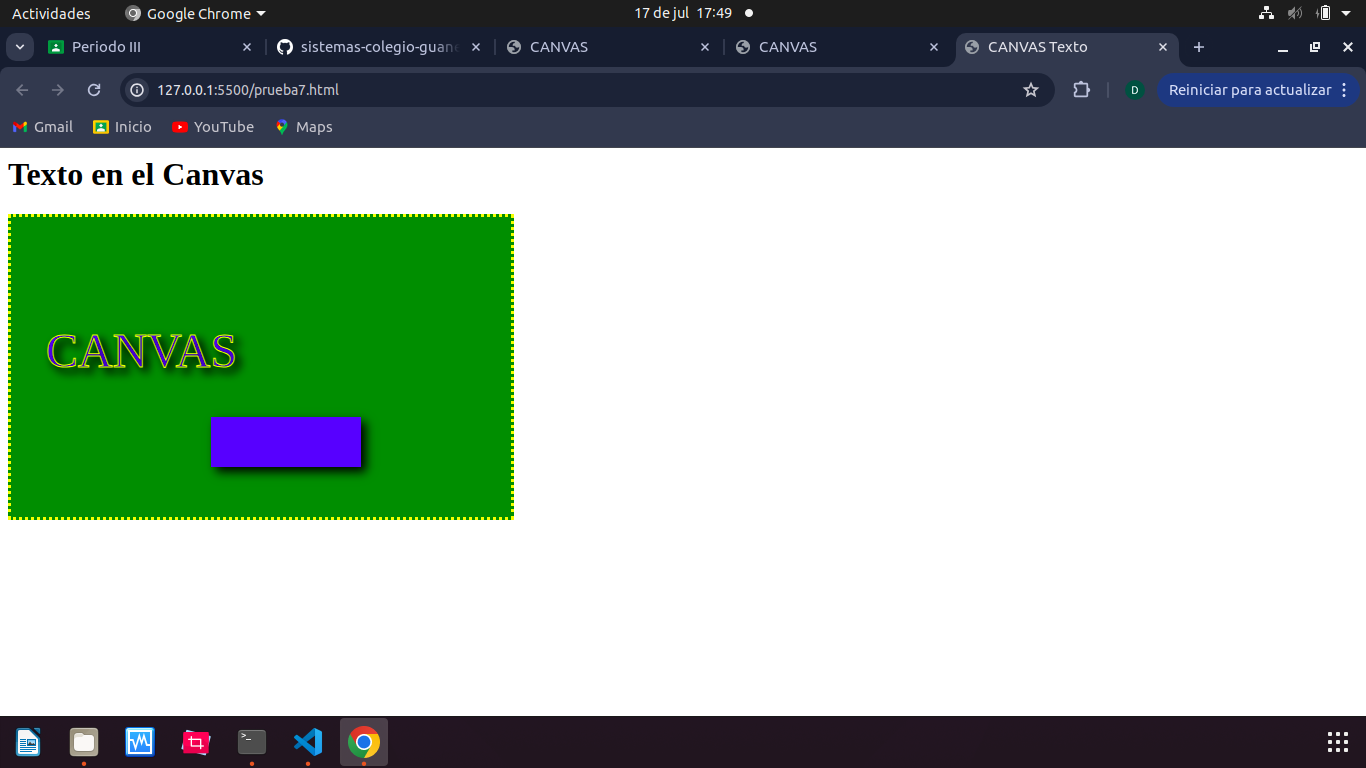 Actividades Google Chrome 17 de jul 17:49
Periodo III sistemas-colegio-guane CANVAS CANVAS CANVAS Texto
127.0.0.1:5500/prueba7.html D Reiniciar para actualizar
Gmail Inicio YouTube Maps
Texto en el Canvas
CANVAS